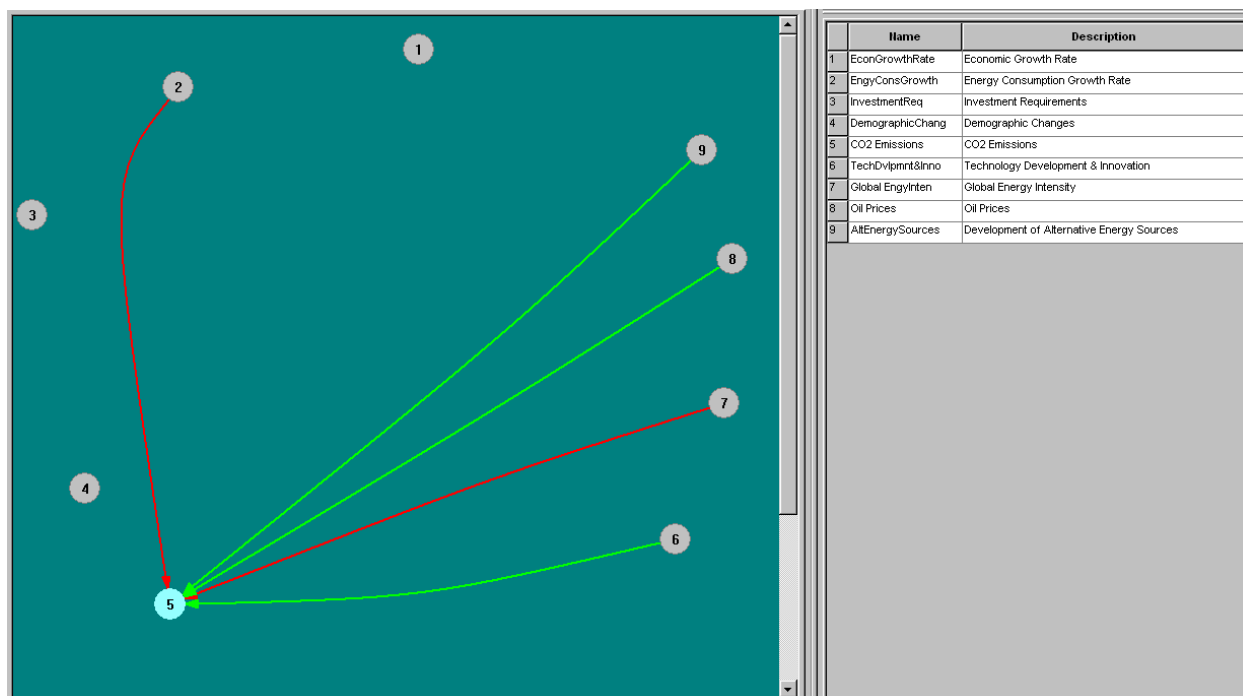 1
2
9
3
8
7
4
6
5
Name Description
1 EconGrowthRate Economic Growth Rate
2 EngyConsGrowth Energy Consumption Growth Rate
3 InvestmentReq Investment Requirements
4 DemographicChang Demographic Changes
5 CO2 Emissions CO2 Emissions
6 TechDvlpmnt&Inno Technology Development & Innovation
7 Global EngyInten Global Energy Intensity
8 Oil Prices Oil Prices
9 AltEnergySources Development of Alternative Energy Sources